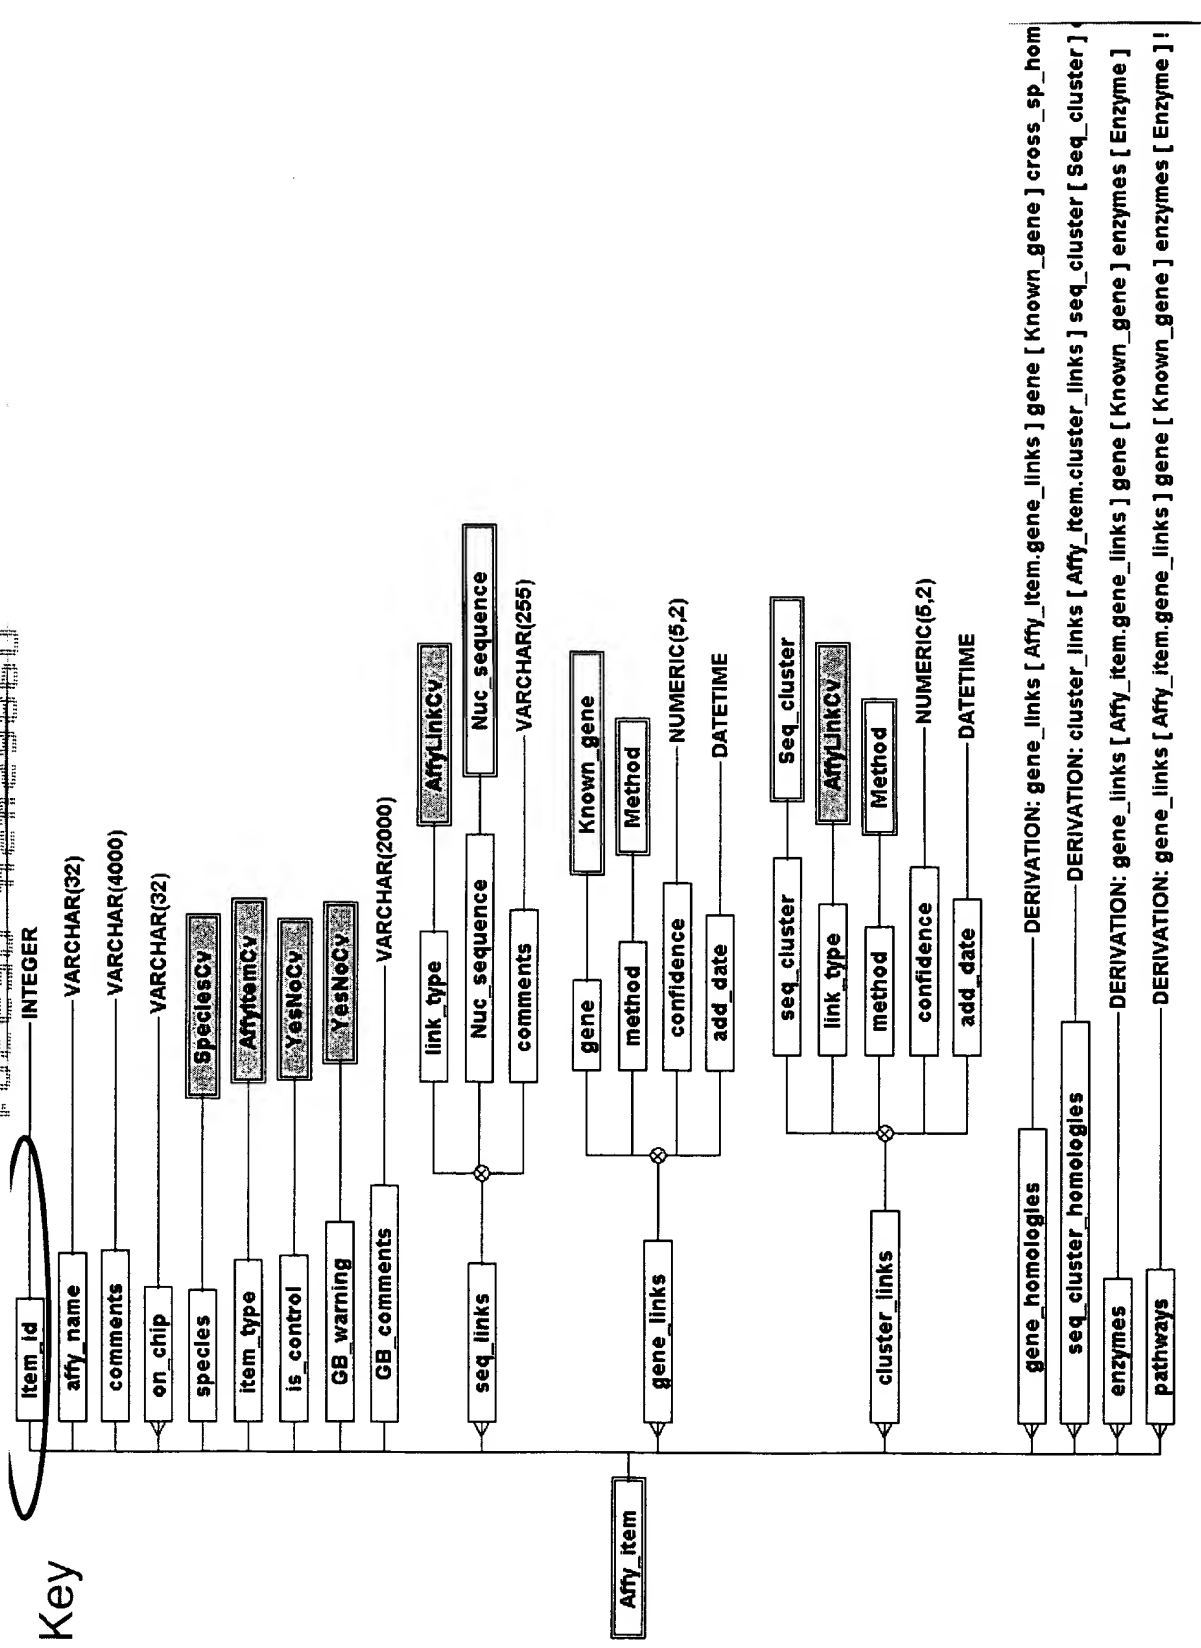 Key
Item_id INTEGER
affy_name VARCHAR(32)
comments VARCHAR(4000)
on_chip VARCHAR(32)
species SpeciesCv
item_type AffyItemCv
is_control YesNoCv
GB_warning YesNoCv
GB_comments VARCHAR(2000)
link_type AffyLinkCv
seq_links Nuc_sequence Nuc_sequence
comments VARCHAR(255)
gene Known_gene
method Method
Affy_item gene_links
confidence NUMERIC(5,2)
add_date DATETIME
seq_cluster Seq_cluster
link_type AffyLinkCv
cluster_links method Method
confidence NUMERIC(5,2)
add_date DATETIME
gene_homologies DERIVATION: gene_links [ Affy_item.gene_links ] gene [ Known_gene ] cross_sp_hom
seq_cluster_homologies DERIVATION: cluster_links [ Affy_item.cluster_links ] seq_cluster [ Seq_cluster ]
enzymes DERIVATION: gene_links [ Affy_item.gene_links ] gene [ Known_gene ] enzymes [ Enzyme ]
pathways DERIVATION: gene_links [ Affy_item.gene_links ] gene [ Known_gene ] enzymes [ Enzyme ]